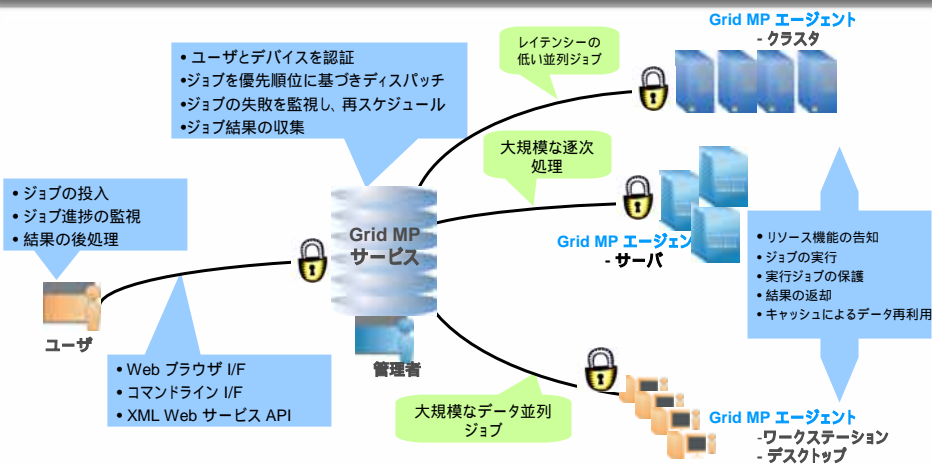 Grid MP エージェント
- クラスタ
レイテンシーの
低い並列ジョブ
• ユーザとデバイスを認証
•ジョブを優先順位に基づきディスパッチ
•ジョブの失敗を監視し、再スケジュール
•ジョブ結果の収集
大規模な逐次
処理
• ジョブの投入
• ジョブ進捗の監視
• 結果の後処理
Grid MP
サービス
Grid MP エージェン
- サーバ
• リソース機能の告知
• ジョブの実行
• 実行ジョブの保護
• 結果の返却
• キャッシュによるデータ再利用
ユーザ
管理者
• Web ブラウザ I/F
• コマンドライン I/F
• XML Web サービス API
大規模なデータ並列
ジョブ
Grid MP エージェント
-ワークステーション
- デスクトップ